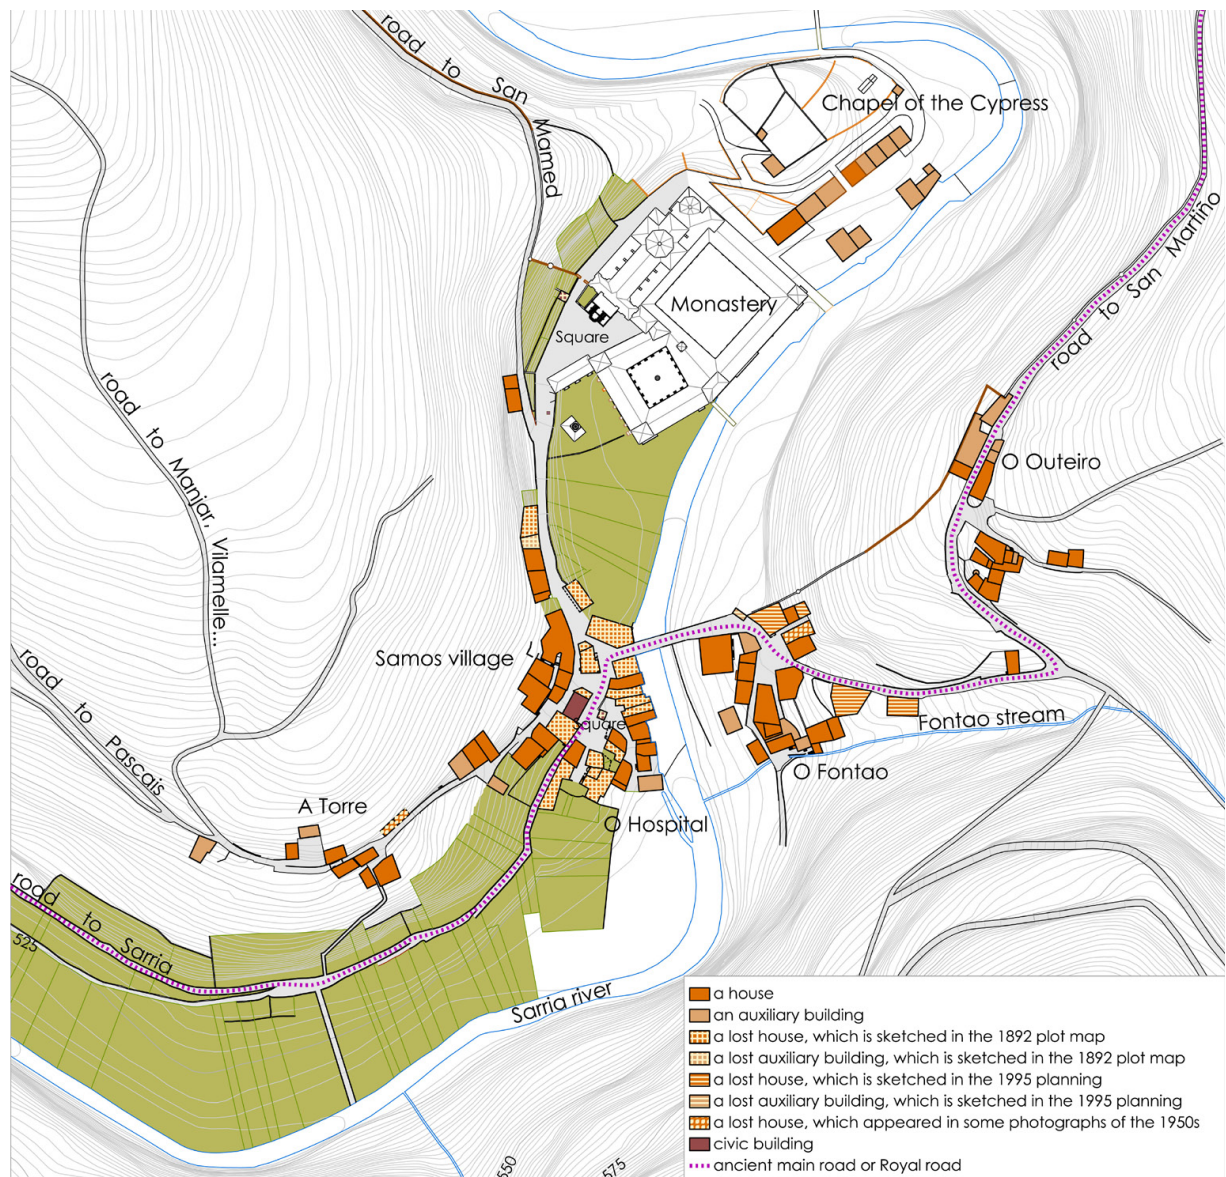 road to San Mamed
Chapel of the Cypress
road to San Martiño
Monastery
Square
road to Manjar, Vilamelle...
O Outeiro
Samos village
road to Pascais
Square
Fontao stream
O Fontao
A Torre
O Hospital
road to Sarria
525
Sarria river
550
575
a house
an auxiliary building
a lost house, which is sketched in the 1892 plot map
a lost auxiliary building, which is sketched in the 1892 plot map
a lost house, which is sketched in the 1995 planning
a lost auxiliary building, which is sketched in the 1995 planning
a lost house, which appeared in some photographs of the 1950s
civic building
ancient main road or Royal road